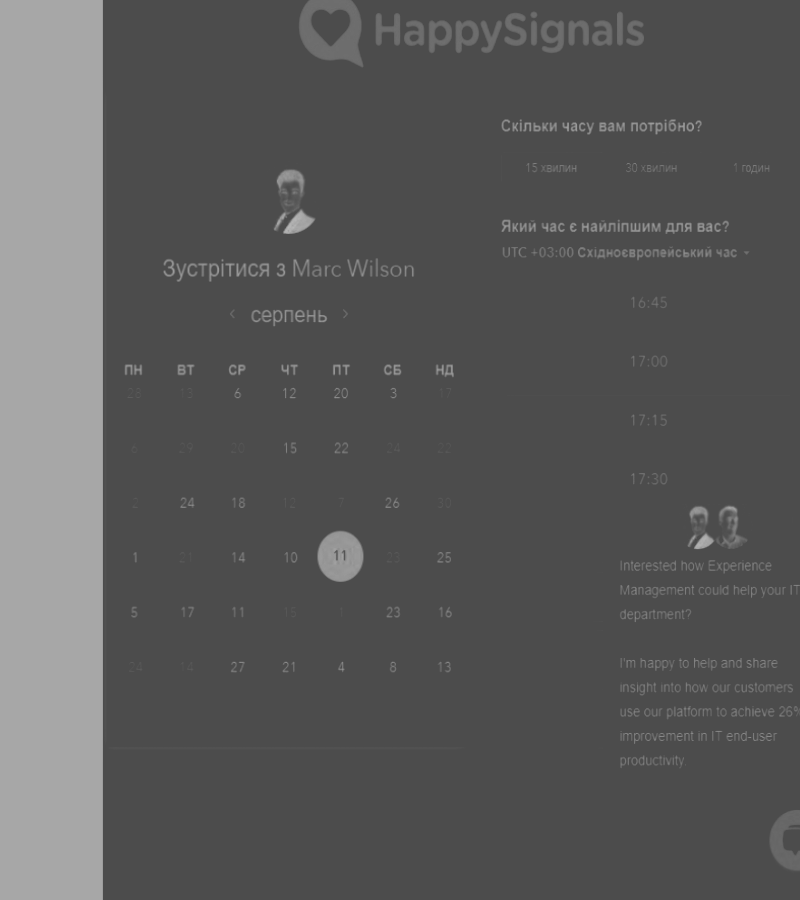 HappySignals
Зустрітися з Marc Wilson
‹ серпень ›
ПН ВТ СР ЧТ ПТ СБ НД
28 13 6 12 20 3 17
6 29 20 15 22 24 22
2 24 18 12 7 26 30
1 21 14 10 11 23 25
5 17 11 15 1 23 16
24 14 27 21 4 8 13
Скільки часу вам потрібно?
15 хвилин 30 хвилин 1 годин
Який час є найліпшим для вас?
UTC +03:00 Східноєвропейський час
16:45
17:00
17:15
17:30
Interested how Experience
Management could help your IT
department?
I'm happy to help and share
insight into how our customers
use our platform to achieve 26%
improvement in IT end-user
productivity